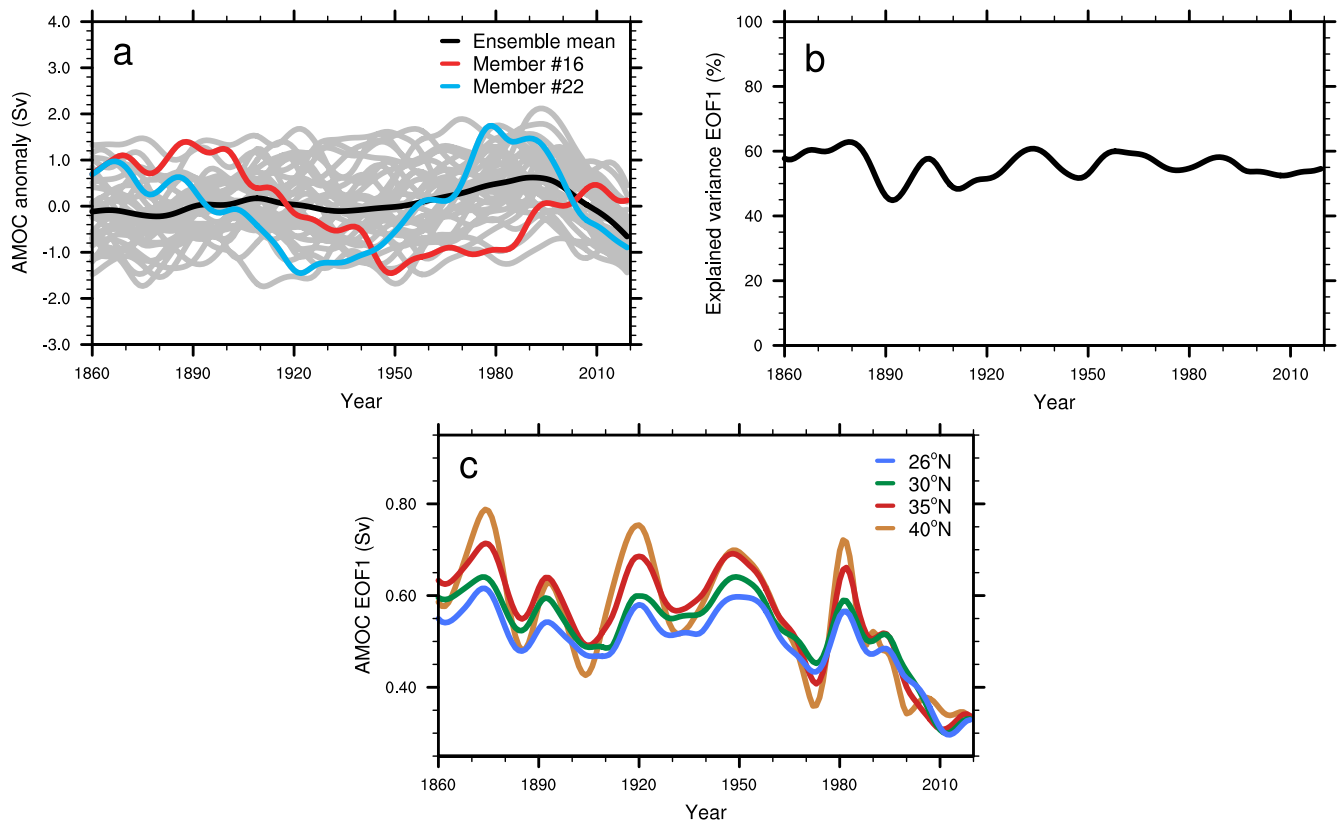 a
Ensemble mean
Member #16
Member #22
4.0
3.0
2.0
1.0
0.0
-1.0
-2.0
-3.0
AMOC anomaly (Sv)
1860 1890 1920 1950 1980 2010
Year
b
100
80
60
40
20
0
Explained variance EOF1 (%)
1860 1890 1920 1950 1980 2010
Year
c
26°N
30°N
35°N
40°N
0.80
0.60
0.40
AMOC EOF1 (Sv)
1860 1890 1920 1950 1980 2010
Year